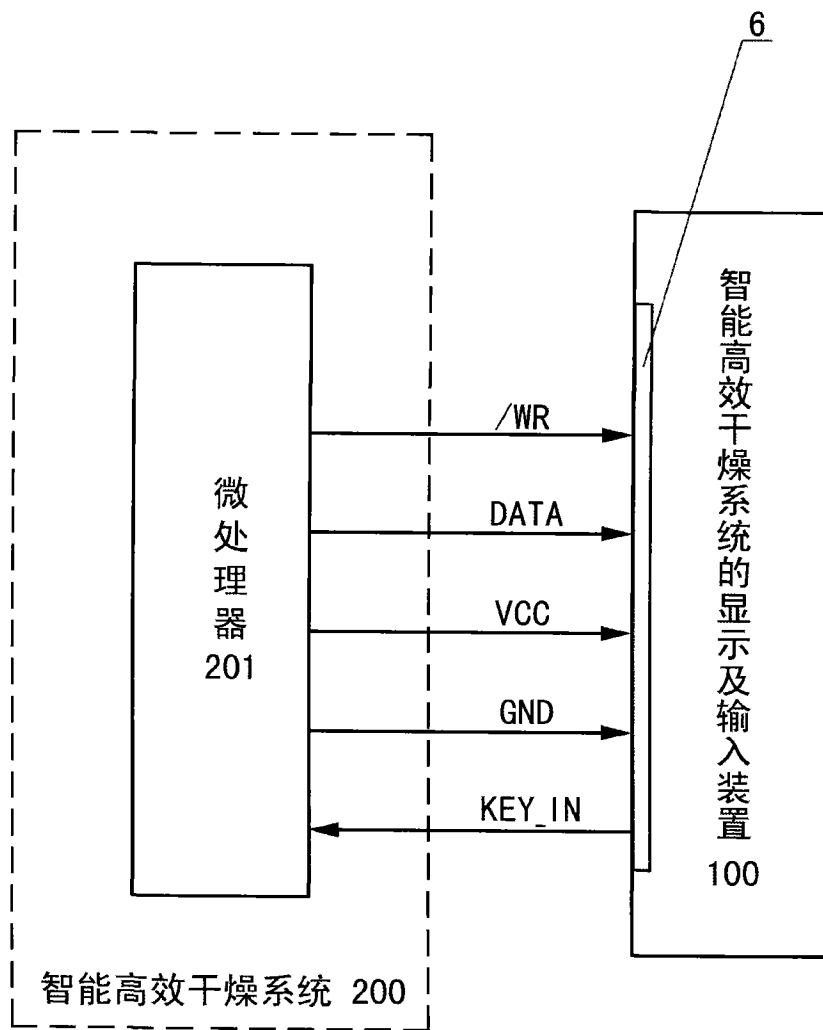 6
/WR
DATA
VCC
GND
KEY_IN
微处理器
201
智能高效干燥系统的显示及输入装置
100
智能高效干燥系统 200